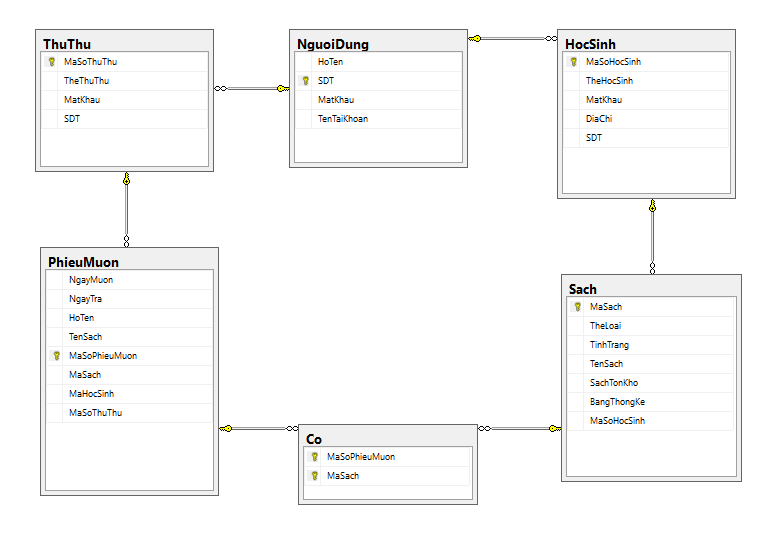 ThuThu
MaSoThuThu
TheThuThu
MatKhau
SDT
NguoiDung
HoTen
SDT
MatKhau
TenTaiKhoan
HocSinh
MaSoHocSinh
TheHocSinh
MatKhau
DiaChi
SDT
PhieuMuon
NgayMuon
NgayTra
HoTen
TenSach
MaSoPhieuMuon
MaSach
MaHocSinh
MaSoThuThu
Co
MaSoPhieuMuon
MaSach
Sach
MaSach
TheLoai
TinhTrang
TenSach
SachTonKho
BangThongKe
MaSoHocSinh